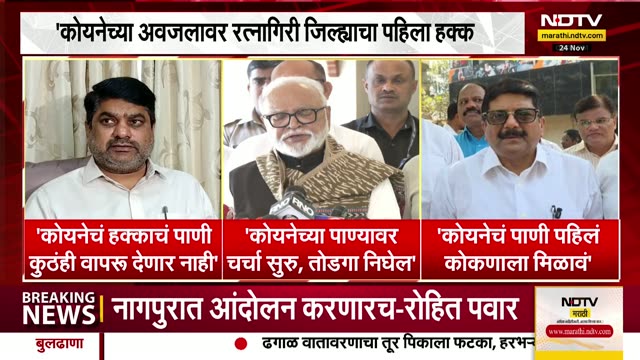 'कोयनेच्या अवजलावर रत्नागिरी जिल्ह्याचा पहिला हक्क
NDTV
marathi.ndtv.com
24 Nov
'कोयनेचं हक्काचं पाणी
कुठंही वापरू देणार नाही'
'कोयनेच्या पाण्यावर
चर्चा सुरु, तोडगा निघेल'
'कोयनेचं पाणी पहिलं
कोकणाला मिळावं'
BREAKING
NEWS
नागपुरात आंदोलन करणारच-रोहित पवार
NDTV
मराठी
www.marathi.ndtv.com
बुलढाणा
ढगाळ वातावरणाचा तूर पिकाला फटका, हरभ